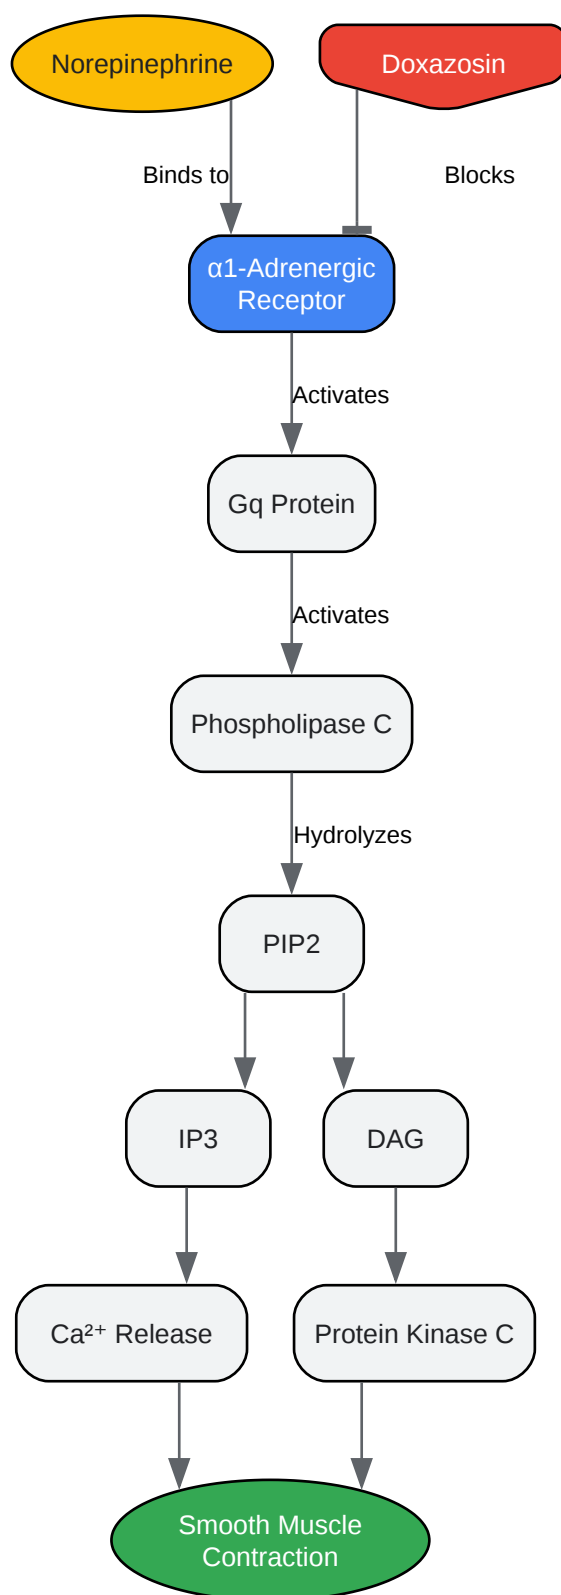 Norepinephrine
Doxazosin
Binds to
Blocks
α1-Adrenergic
Receptor
Activates
Gq Protein
Activates
Phospholipase C
Hydrolyzes
PIP2
IP3
DAG
Ca²⁺ Release
Protein Kinase C
Smooth Muscle
Contraction